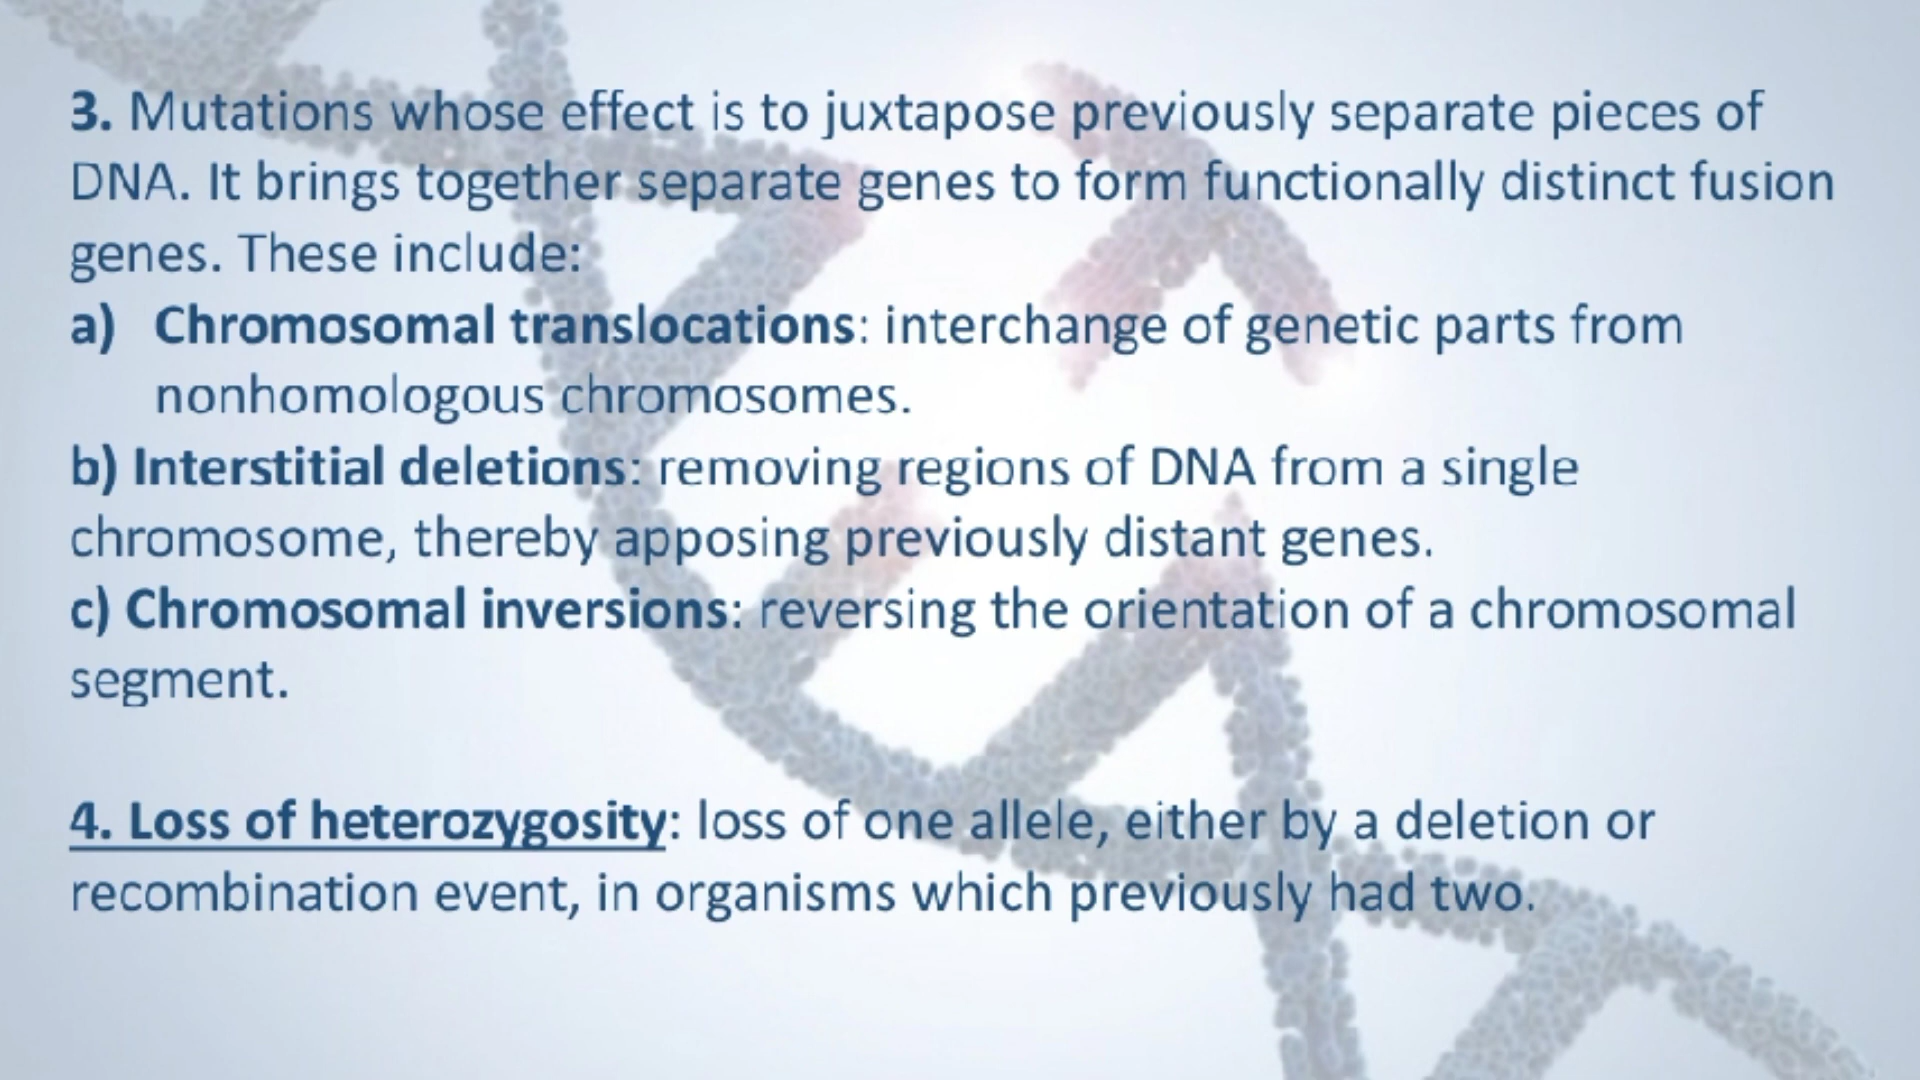 3. Mutations whose effect is to juxtapose previously separate pieces of
DNA. It brings together separate genes to form functionally distinct fusion
genes. These include:
a) Chromosomal translocations: interchange of genetic parts from
nonhomologous chromosomes.
b) Interstitial deletions: removing regions of DNA from a single
chromosome, thereby apposing previously distant genes.
c) Chromosomal inversions: reversing the orientation of a chromosomal
segment.
4. Loss of heterozygosity: loss of one allele, either by a deletion or
recombination event, in organisms which previously had two.